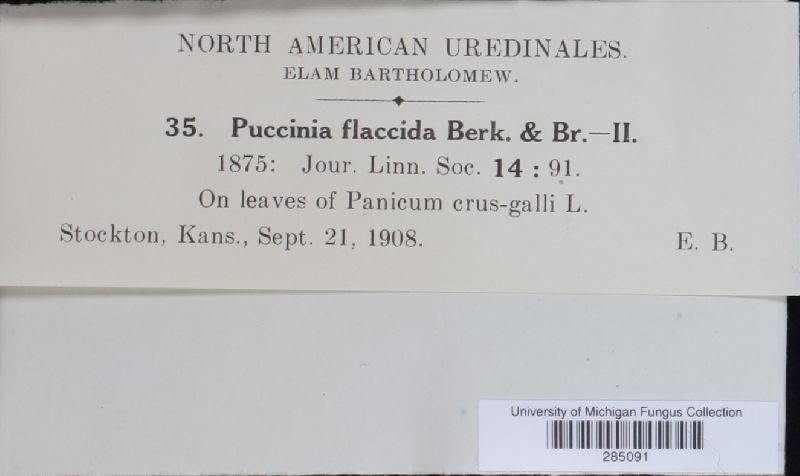 NORTH AMERICAN UREDINALES.
ELAM BARTHOLOMEW.
35. Puccinia flaccida Berk. & Br.—II.
1875: Jour. Linn. Soc. 14 : 91.
On leaves of Panicum crus-galli L.
Stockton, Kans., Sept. 21, 1908. E. B.
University of Michigan Fungus Collection
285091